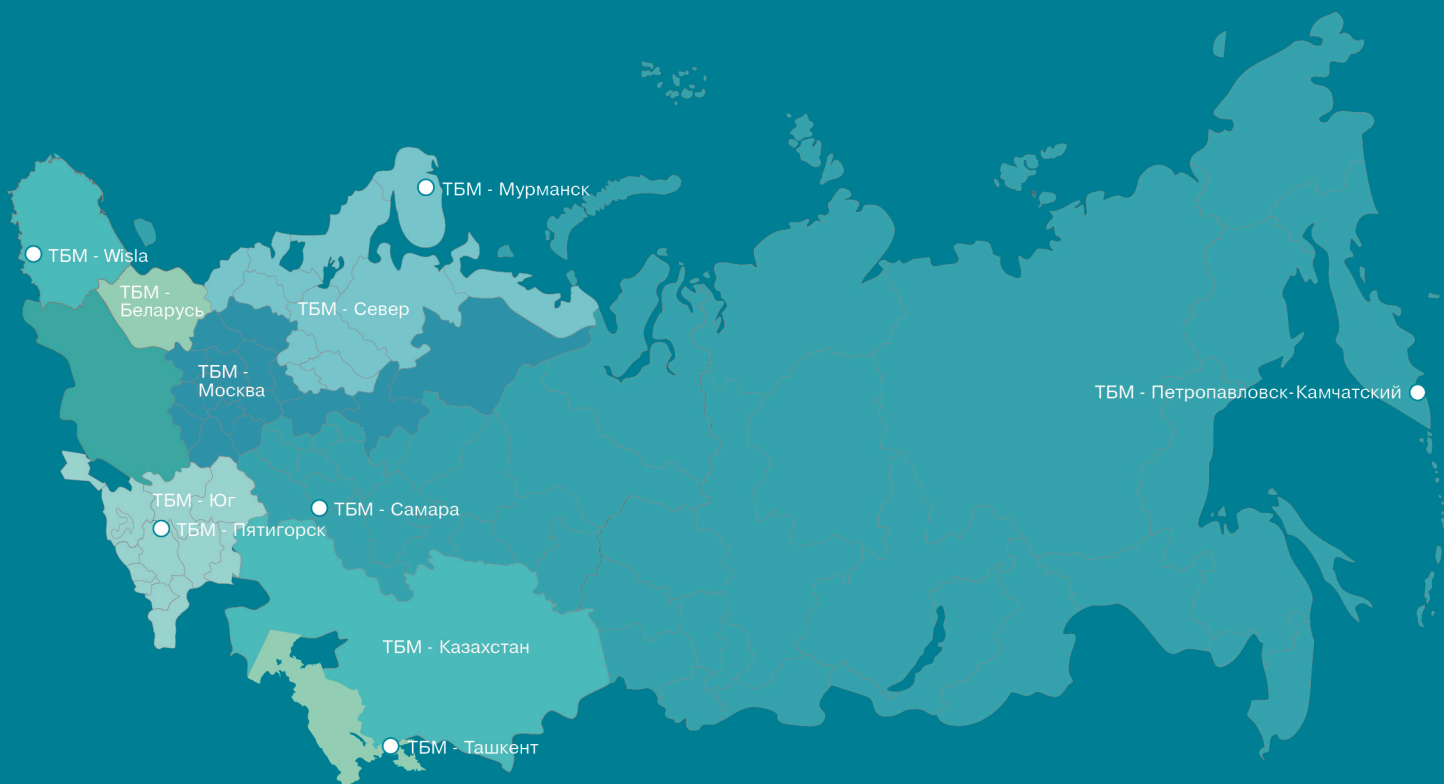 ТБМ - Мурманск
ТБМ - Wisla
ТБМ -
Беларусь
ТБМ - Север
ТБМ -
Москва
ТБМ - Петропавловск-Камчатский
ТБМ - Юг
ТБМ - Самара
ТБМ - Пятигорск
ТБМ - Казахстан
ТБМ - Ташкент